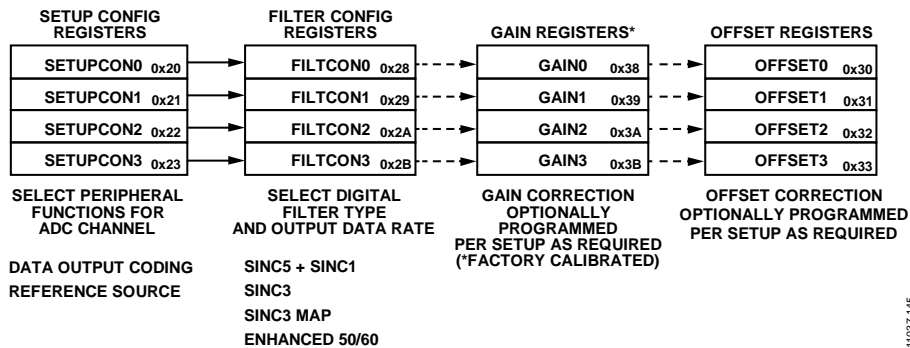 SETUP CONFIG
REGISTERS
SETUPCON0 0x20
SETUPCON1 0x21
SETUPCON2 0x22
SETUPCON3 0x23
SELECT PERIPHERAL
FUNCTIONS FOR
ADC CHANNEL
DATA OUTPUT CODING
REFERENCE SOURCE
FILTER CONFIG
REGISTERS
FILTCON0 0x28
FILTCON1 0x29
FILTCON2 0x2A
FILTCON3 0x2B
SELECT DIGITAL
FILTER TYPE
AND OUTPUT DATA RATE
SINC5 + SINC1
SINC3
SINC3 MAP
ENHANCED 50/60
GAIN REGISTERS*
GAIN0 0x38
GAIN1 0x39
GAIN2 0x3A
GAIN3 0x3B
GAIN CORRECTION
OPTIONALLY
PROGRAMMED
PER SETUP AS REQUIRED
(*FACTORY CALIBRATED)
OFFSET REGISTERS
OFFSET0 0x30
OFFSET1 0x31
OFFSET2 0x32
OFFSET3 0x33
OFFSET CORRECTION
OPTIONALLY PROGRAMMED
PER SETUP AS REQUIRED